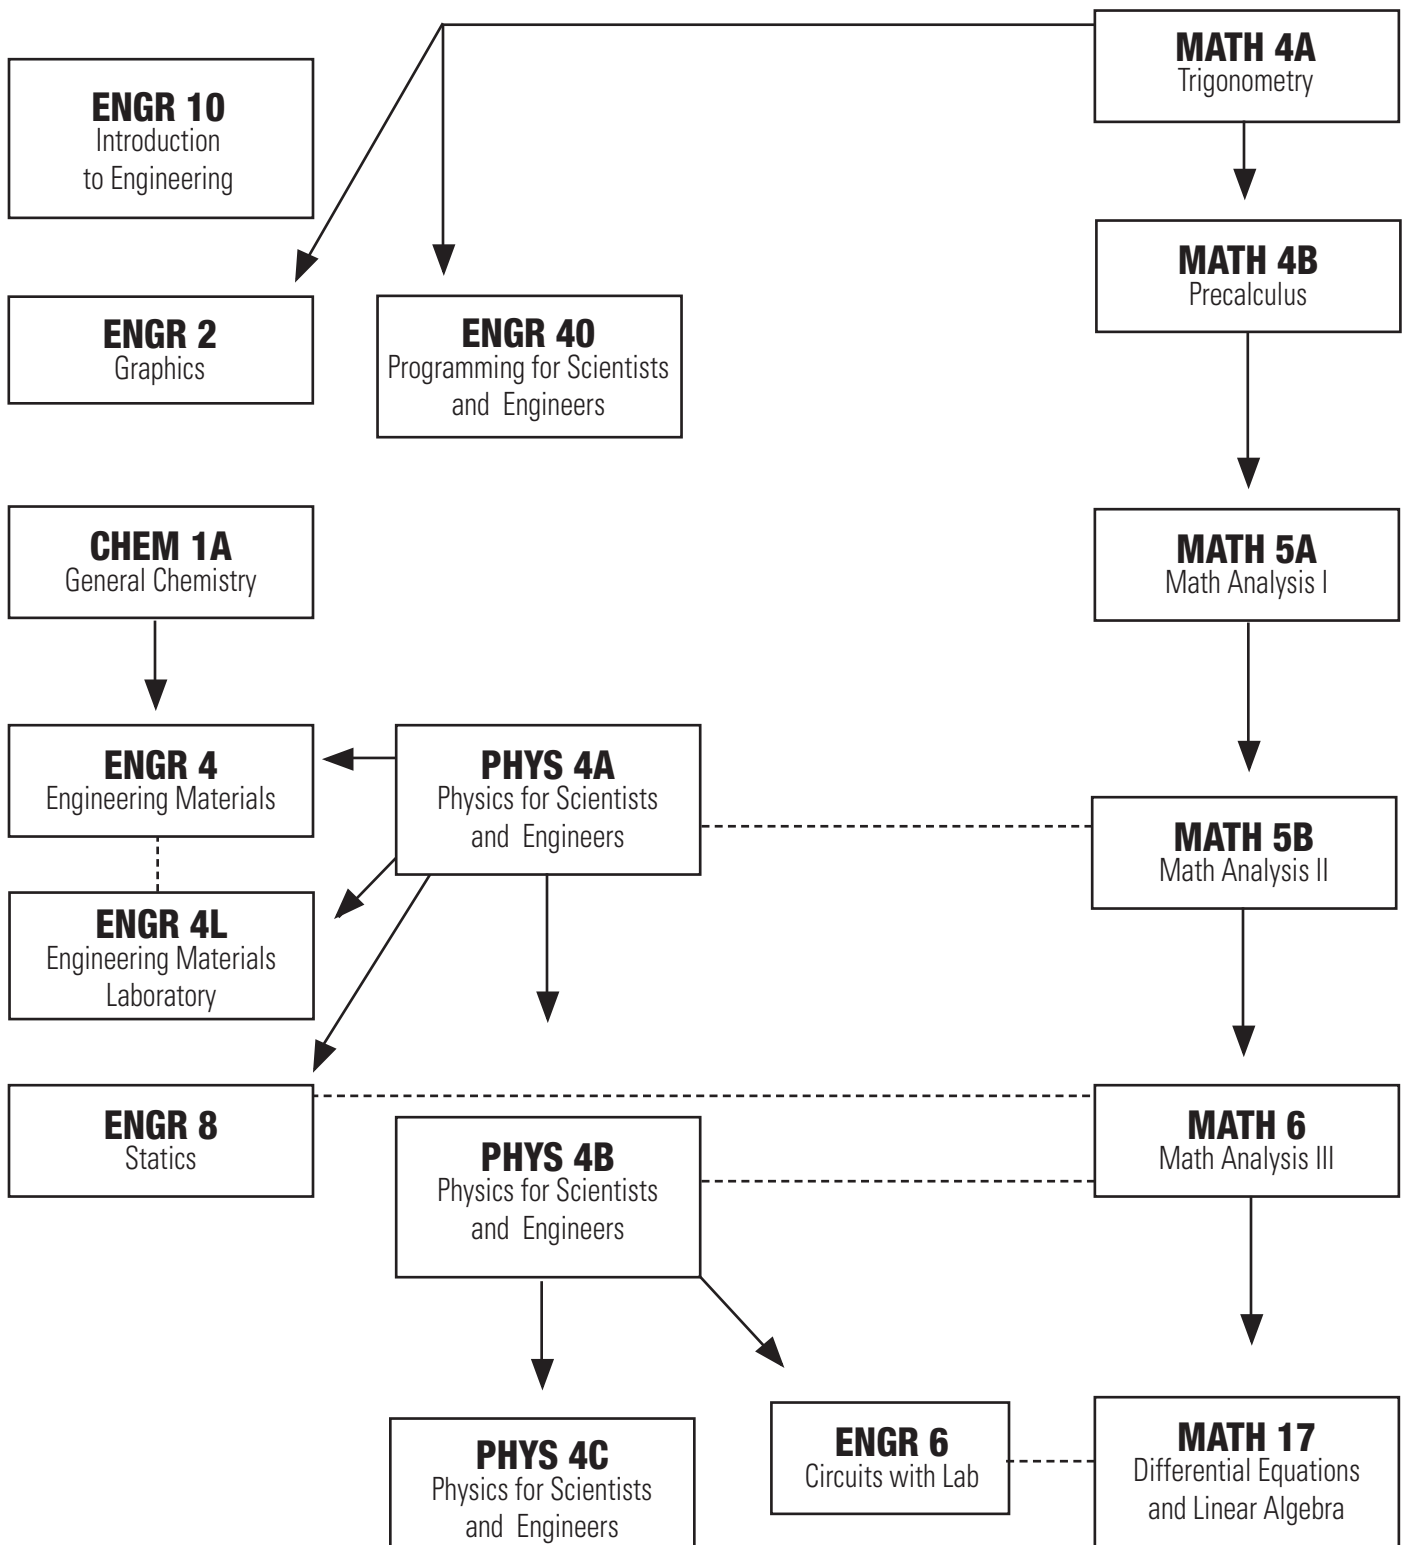 MATH 4A
Trigonometry
ENGR 10
Introduction
to Engineering
MATH 4B
Precalculus
ENGR 2
Graphics
ENGR 40
Programming for Scientists
and Engineers
CHEM 1A
General Chemistry
MATH 5A
Math Analysis I
ENGR 4
Engineering Materials
PHYS 4A
Physics for Scientists
and Engineers
MATH 5B
Math Analysis II
ENGR 4L
Engineering Materials
Laboratory
ENGR 8
Statics
PHYS 4B
Physics for Scientists
and Engineers
MATH 6
Math Analysis III
PHYS 4C
Physics for Scientists
and Engineers
ENGR 6
Circuits with Lab
MATH 17
Differential Equations
and Linear Algebra